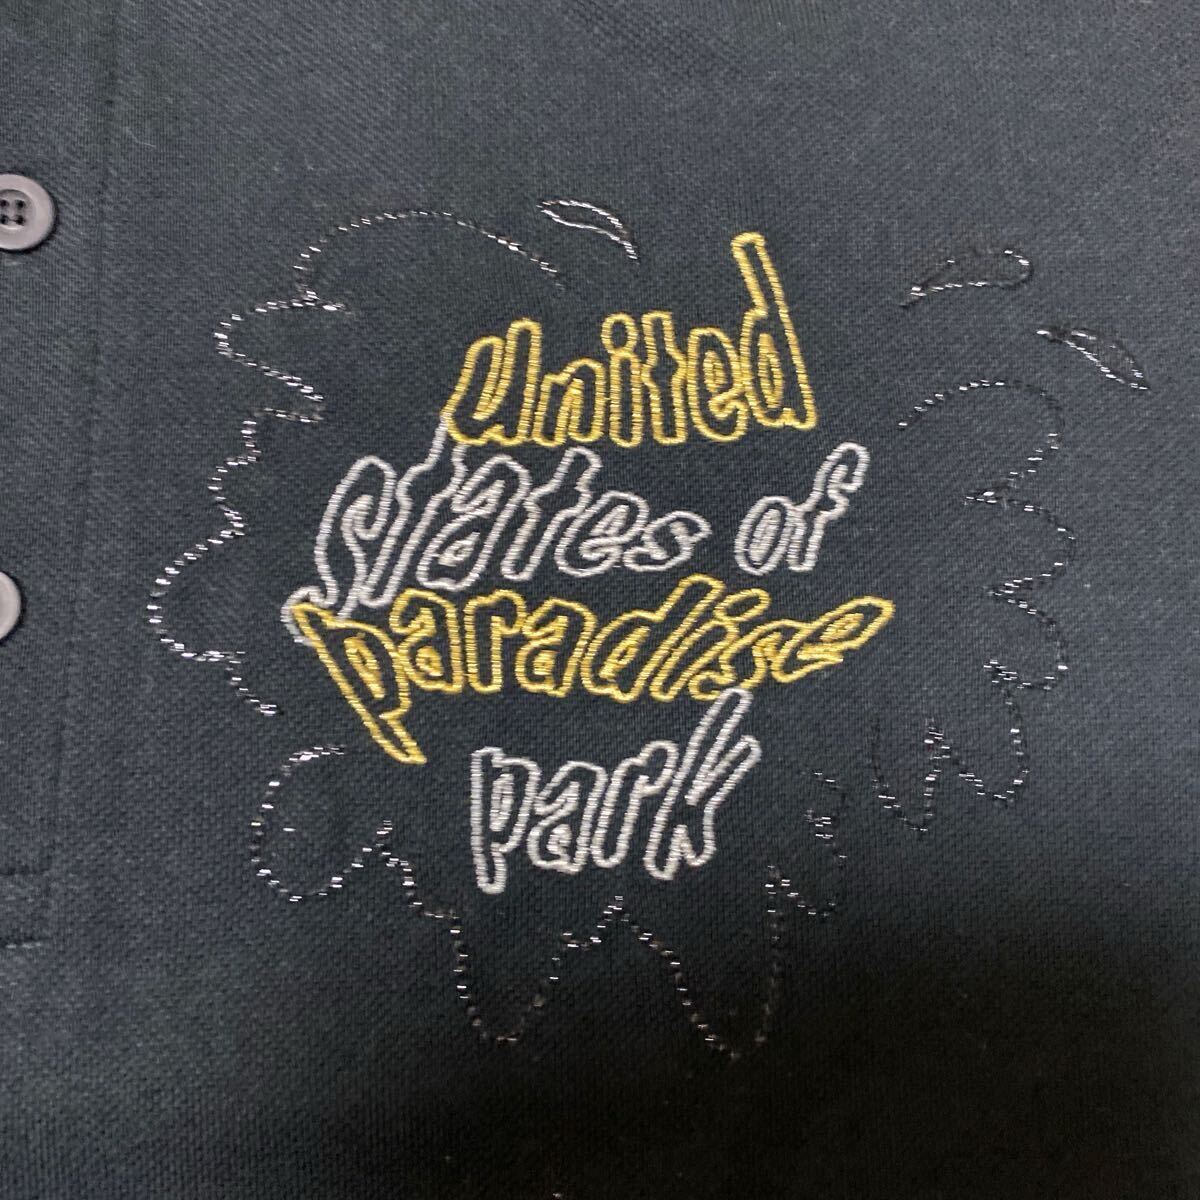 united
states of
paradise
park